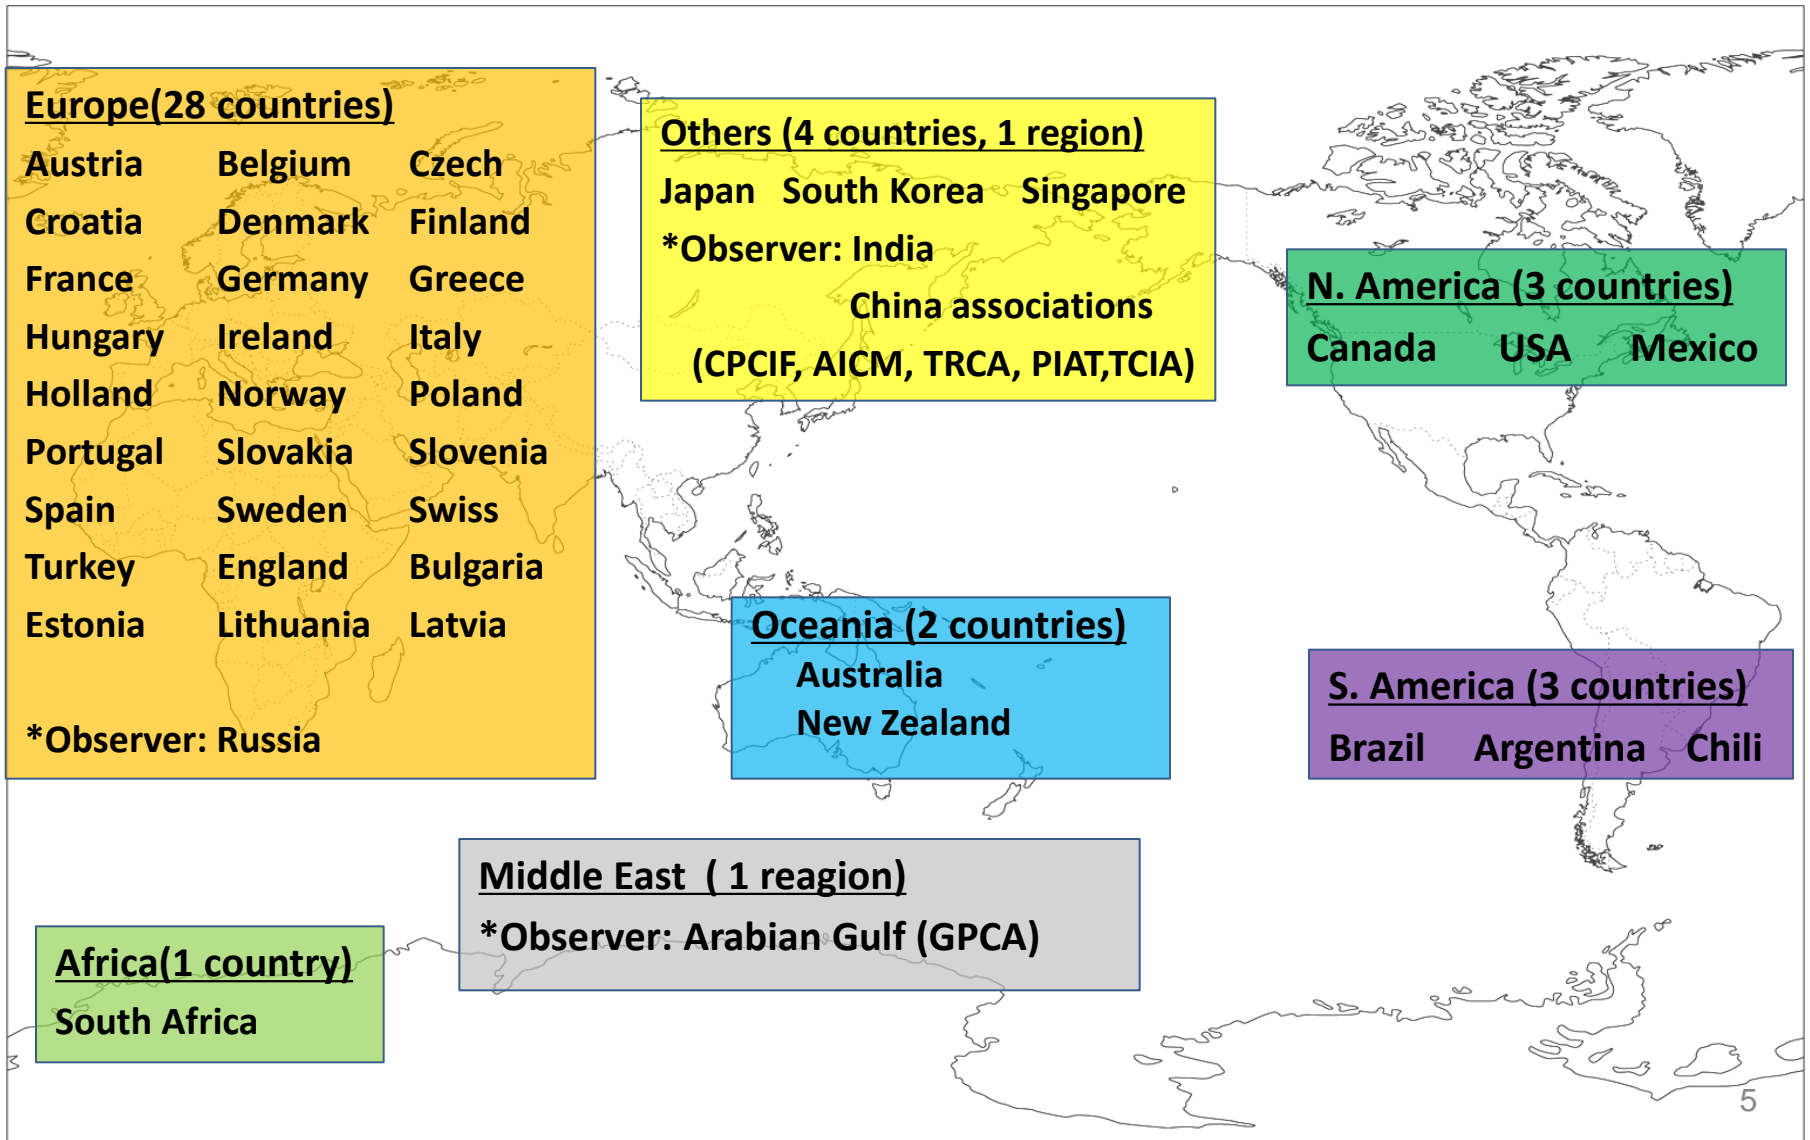 Europe(28 countries)
Austria Belgium Czech
Croatia Denmark Finland
France Germany Greece
Hungary Ireland Italy
Holland Norway Poland
Portugal Slovakia Slovenia
Spain Sweden Swiss
Turkey England Bulgaria
Estonia Lithuania Latvia
*Observer: Russia
Others (4 countries, 1 region)
Japan South Korea Singapore
*Observer: India
China associations
(CPCIF, AICM, TRCA, PIAT,TCIA)
N. America (3 countries)
Canada USA Mexico
Oceania (2 countries)
Australia
New Zealand
S. America (3 countries)
Brazil Argentina Chili
Middle East ( 1 reagion)
*Observer: Arabian Gulf (GPCA)
Africa(1 country)
South Africa
5